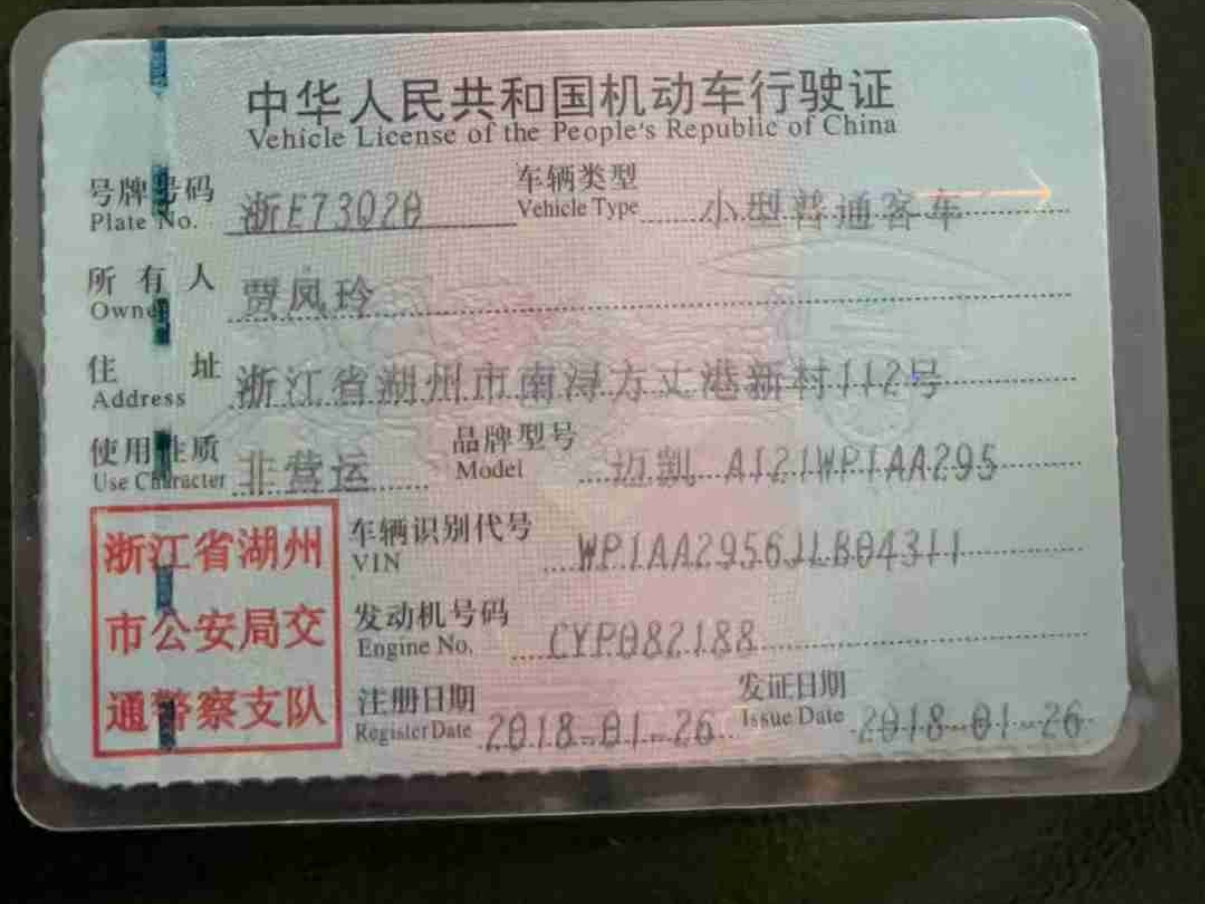 中华人民共和国机动车行驶证
Vehicle License of the People's Republic of China
号牌号码 浙E73Q20 车辆类型 小型普通客车
Plate No. Vehicle Type
所有人 贾凤玲
Owner
住址 浙江省湖州市南浔方丈港新村112号
Address
使用性质 非营运 品牌型号 迈凯 A121WP1AA295
Use Character Model
浙江省湖州
市公安局交
通警察支队
车辆识别代号 WP1AA2956JLB04311
VIN
发动机号码 CYP082188
Engine No.
注册日期 2018-01-26 发证日期 2018-01-26
Register Date Issue Date